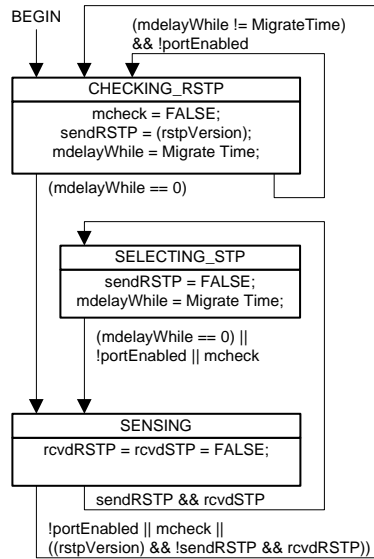 BEGIN
(mdelayWhile != MigrateTime)
&& !portEnabled
CHECKING_RSTP
mcheck = FALSE;
sendRSTP = (rstpVersion);
mdelayWhile = Migrate Time;
(mdelayWhile == 0)
SELECTING_STP
sendRSTP = FALSE;
mdelayWhile = Migrate Time;
(mdelayWhile == 0) ||
!portEnabled || mcheck
SENSING
rcvdRSTP = rcvdSTP = FALSE;
sendRSTP && rcvdSTP
!portEnabled || mcheck ||
((rstpVersion) && !sendRSTP && rcvdRSTP))